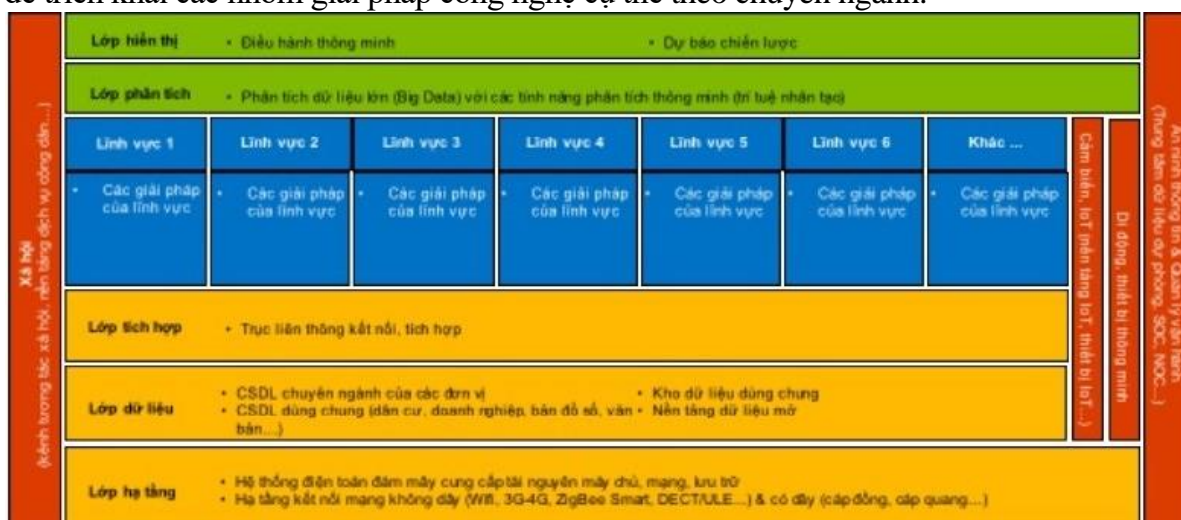 để triển khai các nhóm giải pháp công nghệ cụ thể theo chuyên ngành.
Lớp hiển thị
• Điều hành thông minh
• Dự báo chiến lược
Lớp phân tích
• Phân tích dữ liệu lớn (Big Data) với các tính năng phân tích thông minh (trí tuệ nhân tạo)
Lĩnh vực 1
Lĩnh vực 2
Lĩnh vực 3
Lĩnh vực 4
Lĩnh vực 5
Lĩnh vực 6
Khác ...
• Các giải pháp
của lĩnh vực
• Các giải pháp
của lĩnh vực
• Các giải pháp
của lĩnh vực
• Các giải pháp
của lĩnh vực
• Các giải pháp
của lĩnh vực
• Các giải pháp
của lĩnh vực
• Các giải pháp
của lĩnh vực
Lớp tích hợp
• Trục liên thông kết nối, tích hợp
Lớp dữ liệu
• CSDL chuyên ngành của các đơn vị
• CSDL dùng chung (dân cư, doanh nghiệp, bản đồ số, văn
bản....)
• Kho dữ liệu dùng chung
• Nền tảng dữ liệu mở
Lớp hạ tầng
• Hệ thống điện toán đám mây cung cấp tài nguyên máy chủ, mạng, lưu trữ
• Hạ tầng kết nối mạng không dây (Wifi, 3G-4G, ZigBee Smat, DECT/ULE...) & có dây (cáp đồng, cáp quang...)
Xã hội
(kênh tương tác xã hội, nền tảng dịch vụ công dân...)
Cảm biến, IoT (nền tảng IoT, thiết bị IoT...)
Di động, thiết bị thông minh
An ninh thông tin & Quản lý vận hành
(Trung tâm dữ liệu dự phòng, SOC, NOC...)